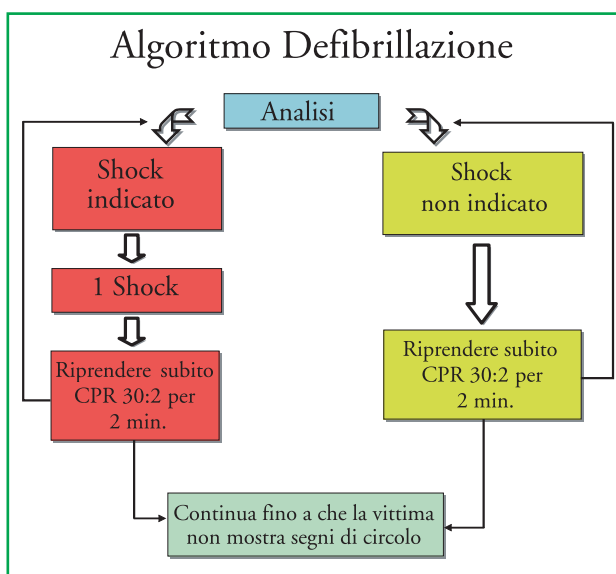 Algoritmo Defibrillazione
Analisi
Shock
indicato
Shock
non indicato
1 Shock
Riprendere subito
CPR 30:2 per
2 min.
Riprendere subito
CPR 30:2 per
2 min.
Continua fino a che la vittima
non mostra segni di circolo